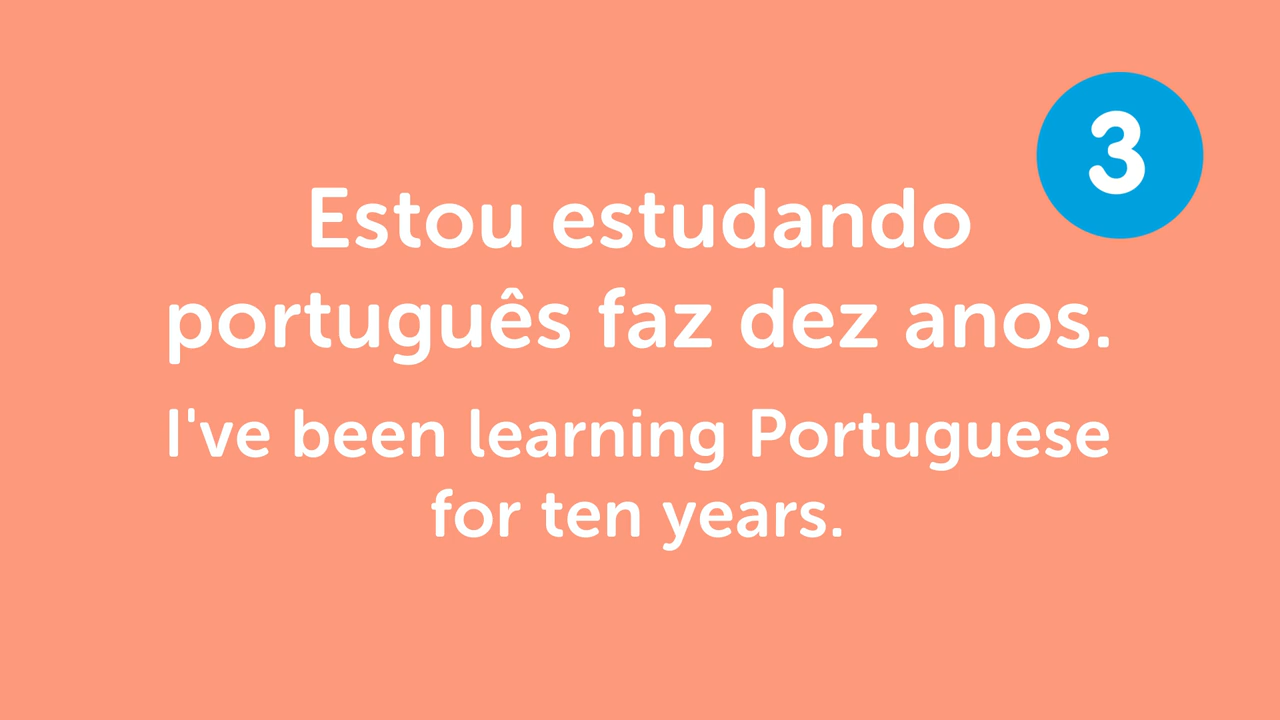 3
Estou estudando
português faz dez anos.
I've been learning Portuguese
for ten years.